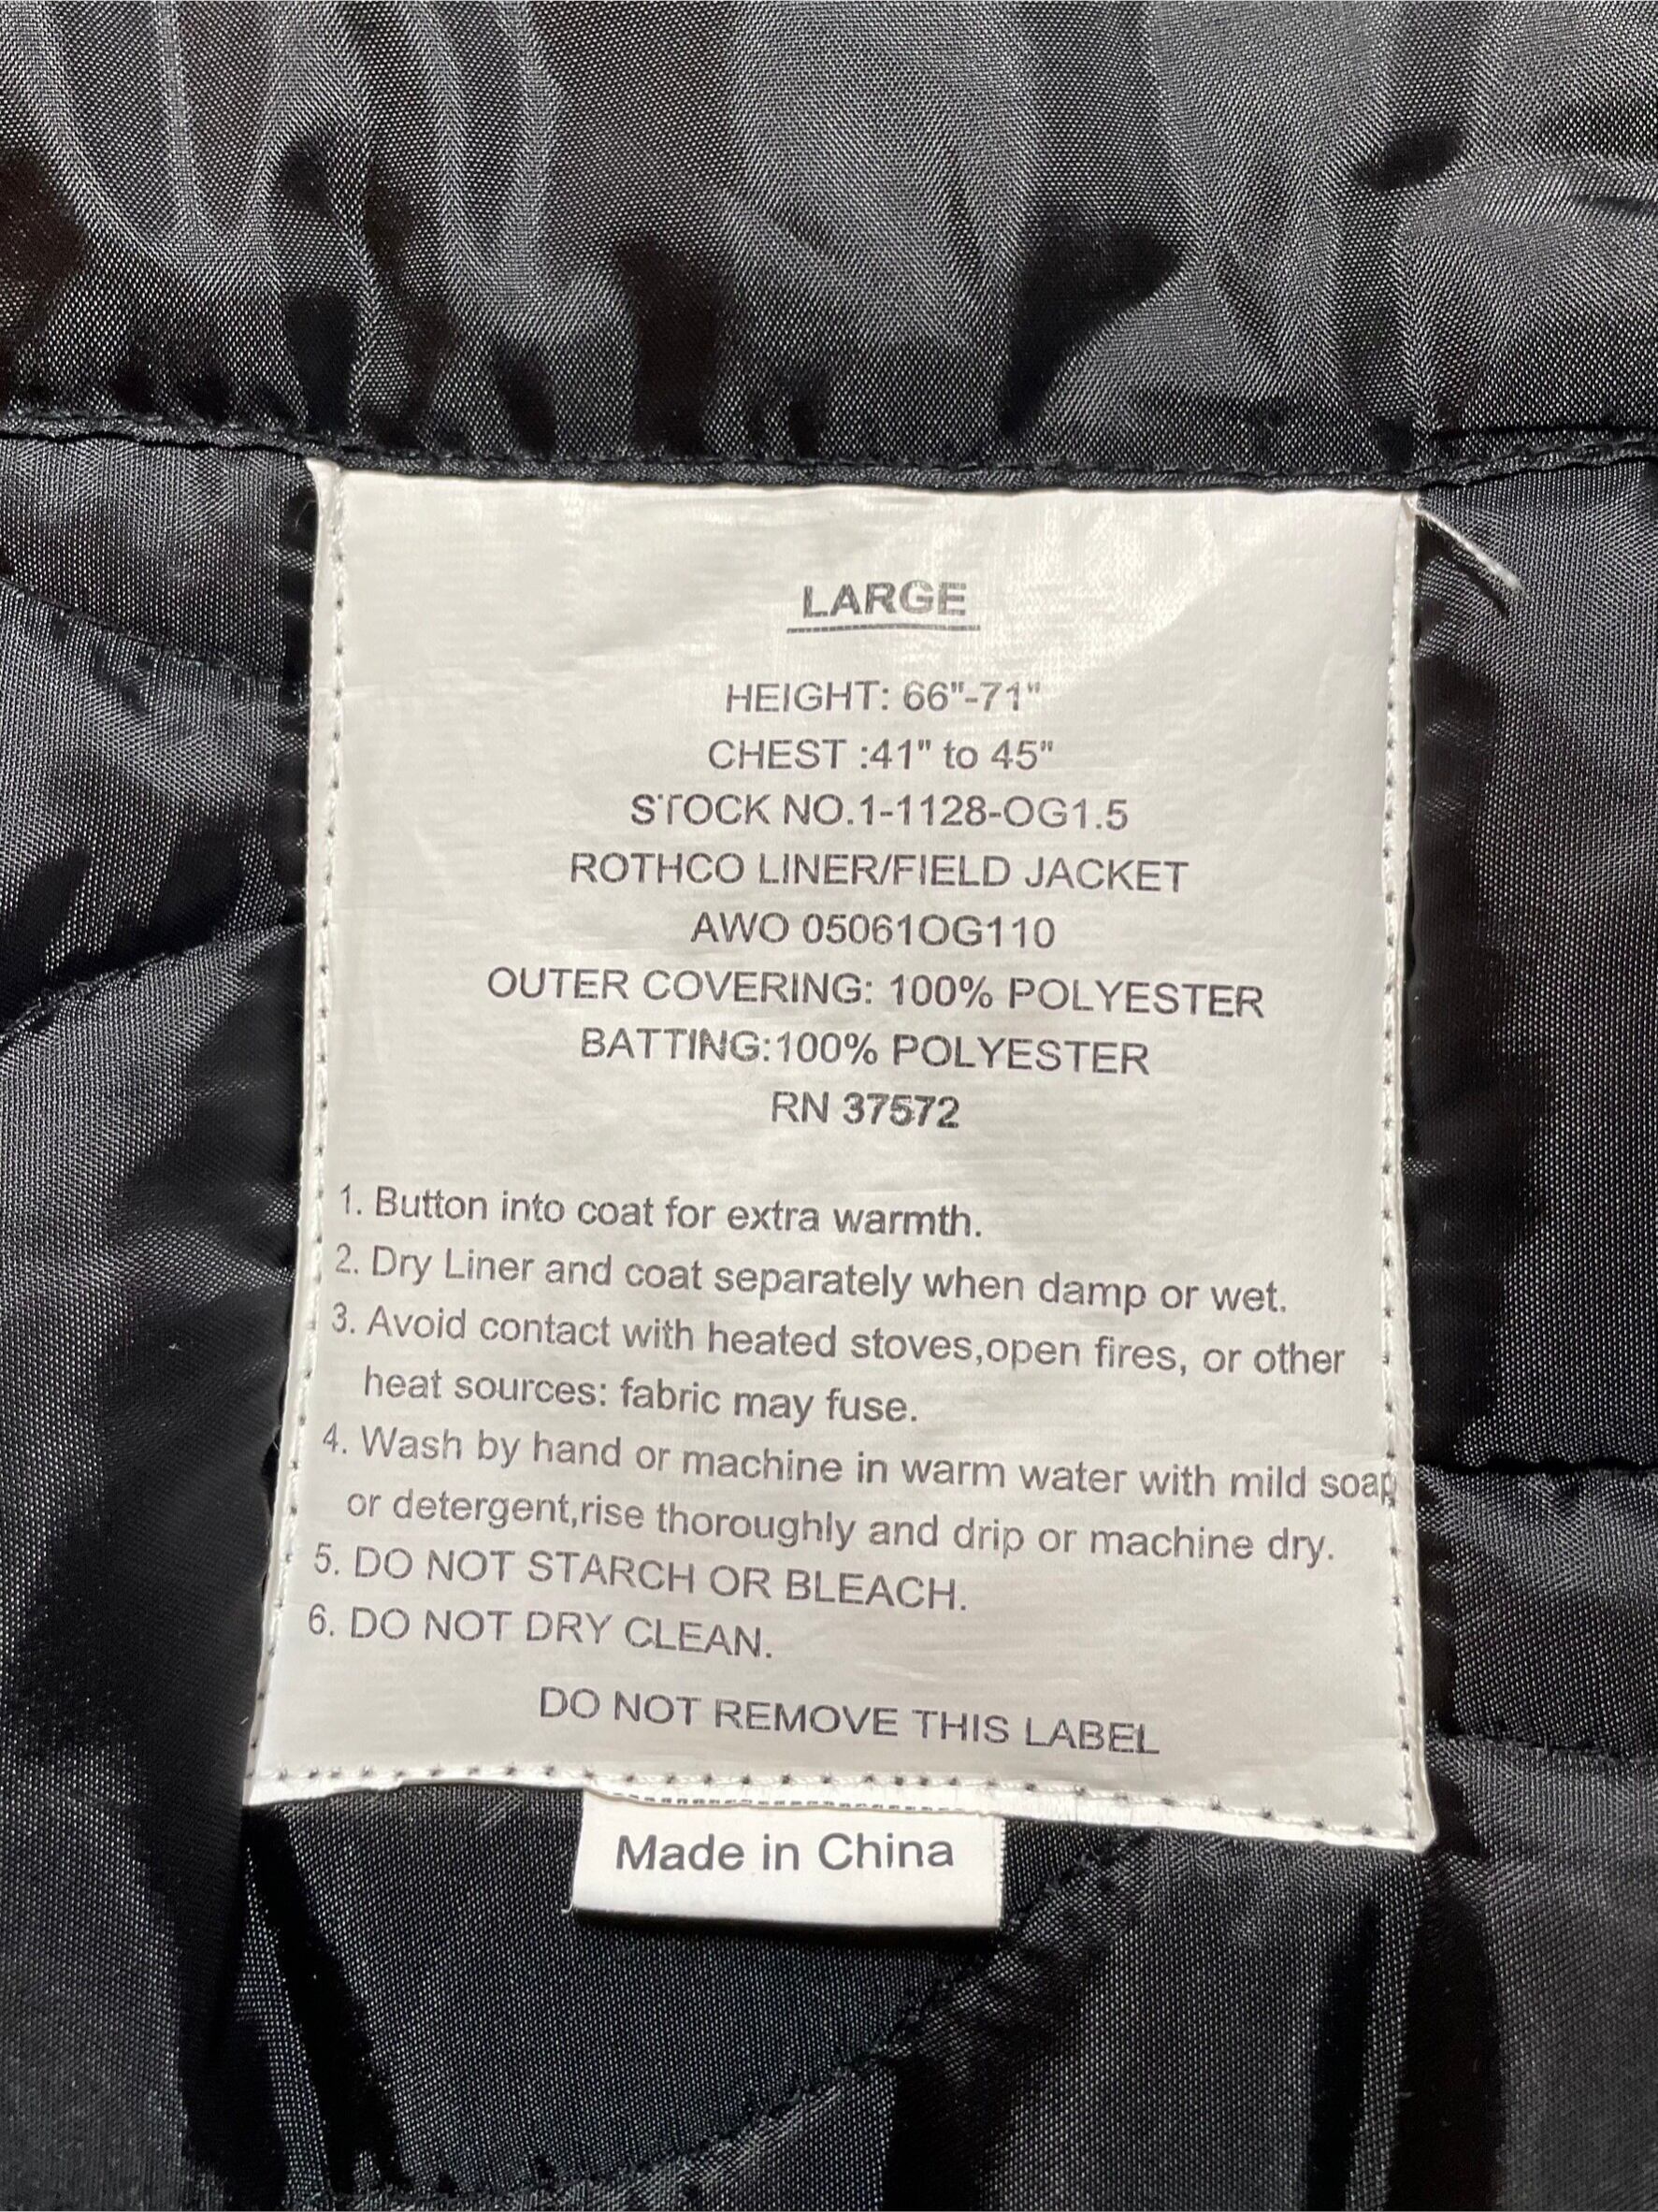 LARGE
HEIGHT: 66"-71"
CHEST :41" to 45"
STOCK NO.1-1128-OG1.5
ROTHCO LINER/FIELD JACKET
AWO 05061OG110
OUTER COVERING: 100% POLYESTER
BATTING:100% POLYESTER
RN 37572
1. Button into coat for extra warmth.
2. Dry Liner and coat separately when damp or wet.
3. Avoid contact with heated stoves,open fires, or other
heat sources: fabric may fuse.
4. Wash by hand or machine in warm water with mild soap
or detergent,rise thoroughly and drip or machine dry.
5. DO NOT STARCH OR BLEACH.
6. DO NOT DRY CLEAN.
DO NOT REMOVE THIS LABEL
Made in China